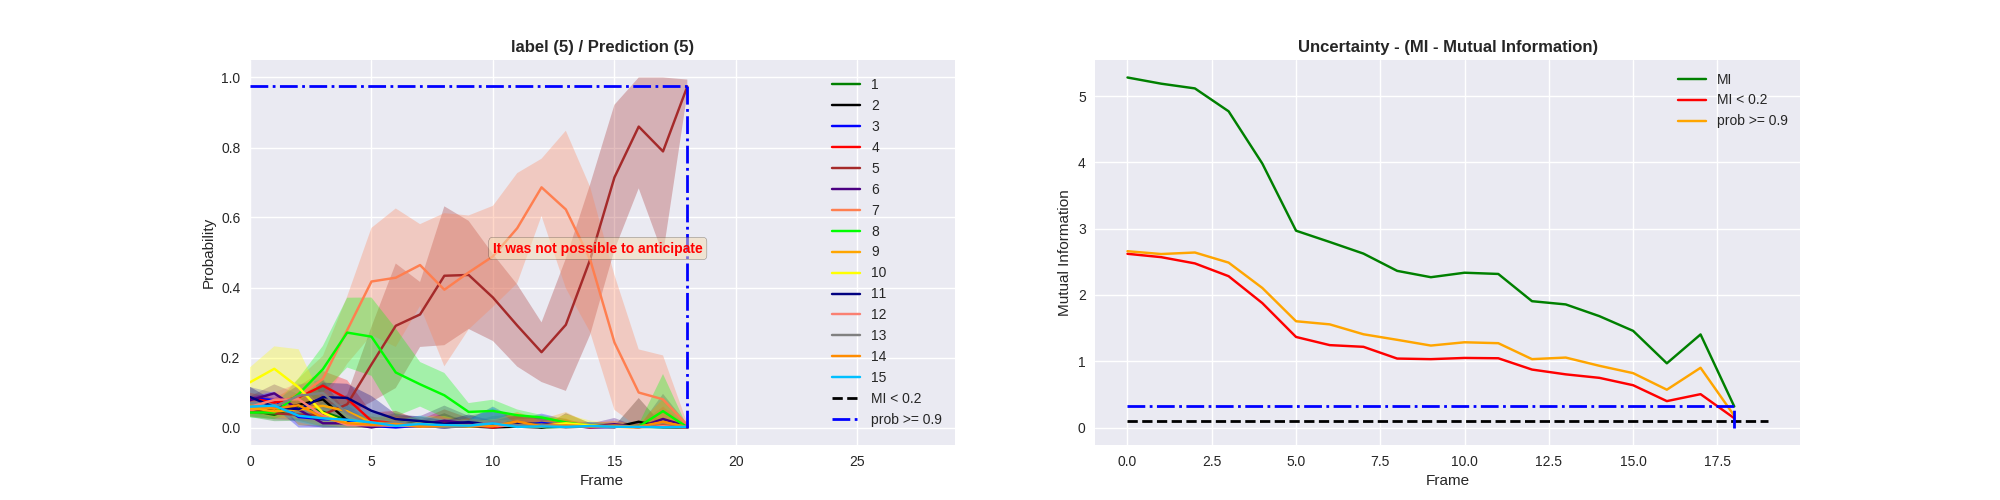 label (5) / Prediction (5)
Probability
1.0
0.8
0.6
0.4
0.2
0.0
It was not possible to anticipate
1
2
3
4
5
6
7
8
9
10
11
12
13
14
15
MI < 0.2
prob >= 0.9
0 5 10 15 20 25
Frame
Uncertainty - (MI - Mutual Information)
Mutual Information
5
4
3
2
1
0
MI
MI < 0.2
prob >= 0.9
0.0 2.5 5.0 7.5 10.0 12.5 15.0 17.5
Frame